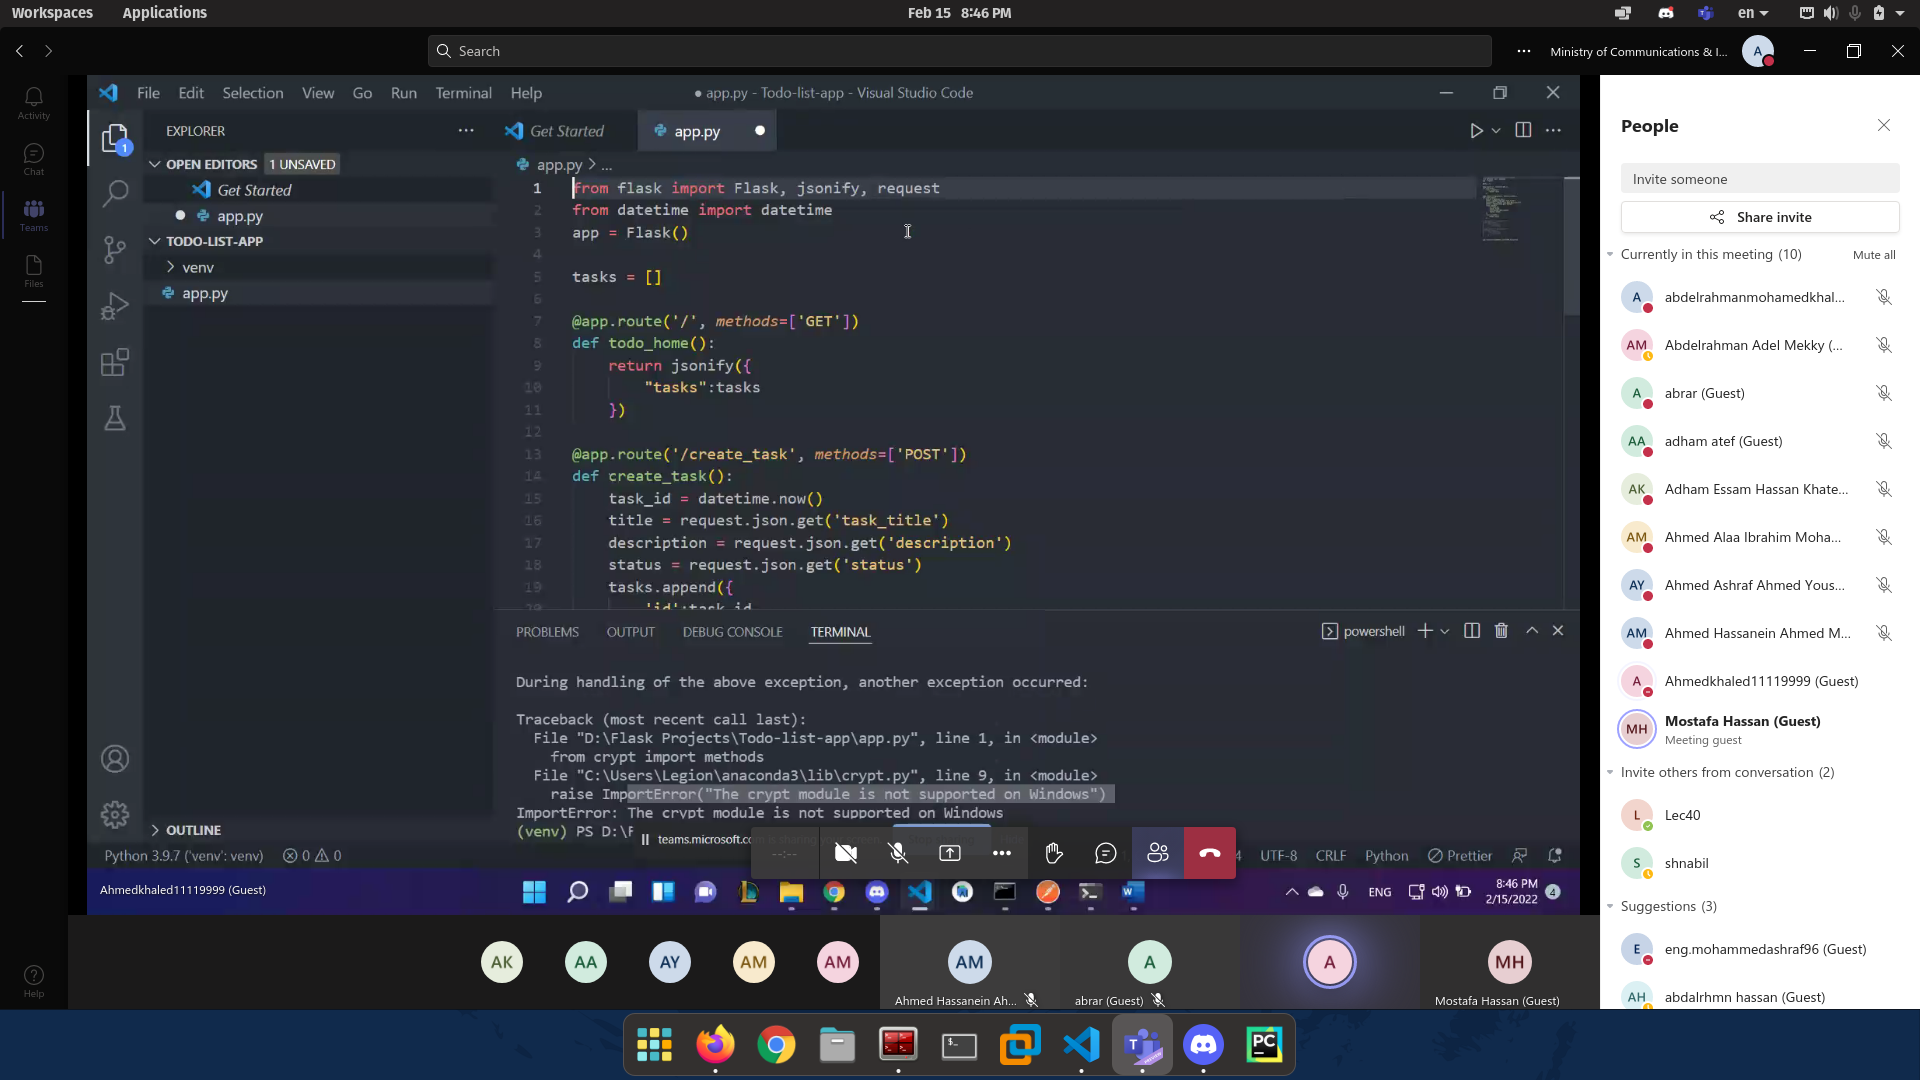 Workspaces Applications Feb 15 8:46 PM en
Search Ministry of Communications & I... A
Activity
Chat
Teams
Files
Help
File Edit Selection View Go Run Terminal Help ● app.py - Todo-list-app - Visual Studio Code
EXPLORER
OPEN EDITORS 1 UNSAVED
Get Started
app.py
TODO-LIST-APP
venv
app.py
OUTLINE
1
Get Started app.py
app.py > ...
1 from flask import Flask, jsonify, request
2 from datetime import datetime
3 app = Flask()
4
5 tasks = []
6
7 @app.route('/', methods=['GET'])
8 def todo_home():
9 return jsonify({
10 "tasks":tasks
11 })
12
13 @app.route('/create_task', methods=['POST'])
14 def create_task():
15 task_id = datetime.now()
16 title = request.json.get('task_title')
17 description = request.json.get('description')
18 status = request.json.get('status')
19 tasks.append({
20 'id':task_id
PROBLEMS OUTPUT DEBUG CONSOLE TERMINAL powershell
During handling of the above exception, another exception occurred:
Traceback (most recent call last):
File "D:\Flask Projects\Todo-list-app\app.py", line 1, in <module>
from crypt import methods
File "C:\Users\Legion\anaconda3\lib\crypt.py", line 9, in <module>
raise ImportError("The crypt module is not supported on Windows")
ImportError: The crypt module is not supported on Windows
(venv) PS D:\F
teams.microsoft.co
--:--
Python 3.9.7 ('venv': venv) 0 0 4 UTF-8 CRLF Python Prettier
Ahmedkhaled11119999 (Guest) ENG 8:46 PM
2/15/2022 4
AK AA AY AM AM AM A A MH
Ahmed Hassanein Ah... abrar (Guest) Mostafa Hassan (Guest)
People
Invite someone
Share invite
Currently in this meeting (10) Mute all
A abdelrahmanmohamedkhal...
AM Abdelrahman Adel Mekky (...
A abrar (Guest)
AA adham atef (Guest)
AK Adham Essam Hassan Khate...
AM Ahmed Alaa Ibrahim Moha...
AY Ahmed Ashraf Ahmed Yous...
AM Ahmed Hassanein Ahmed M...
A Ahmedkhaled11119999 (Guest)
MH Mostafa Hassan (Guest)
Meeting guest
Invite others from conversation (2)
L Lec40
S shnabil
Suggestions (3)
E eng.mohammedashraf96 (Guest)
AH abdalrhmn hassan (Guest)
$_ T PREVIEW PC